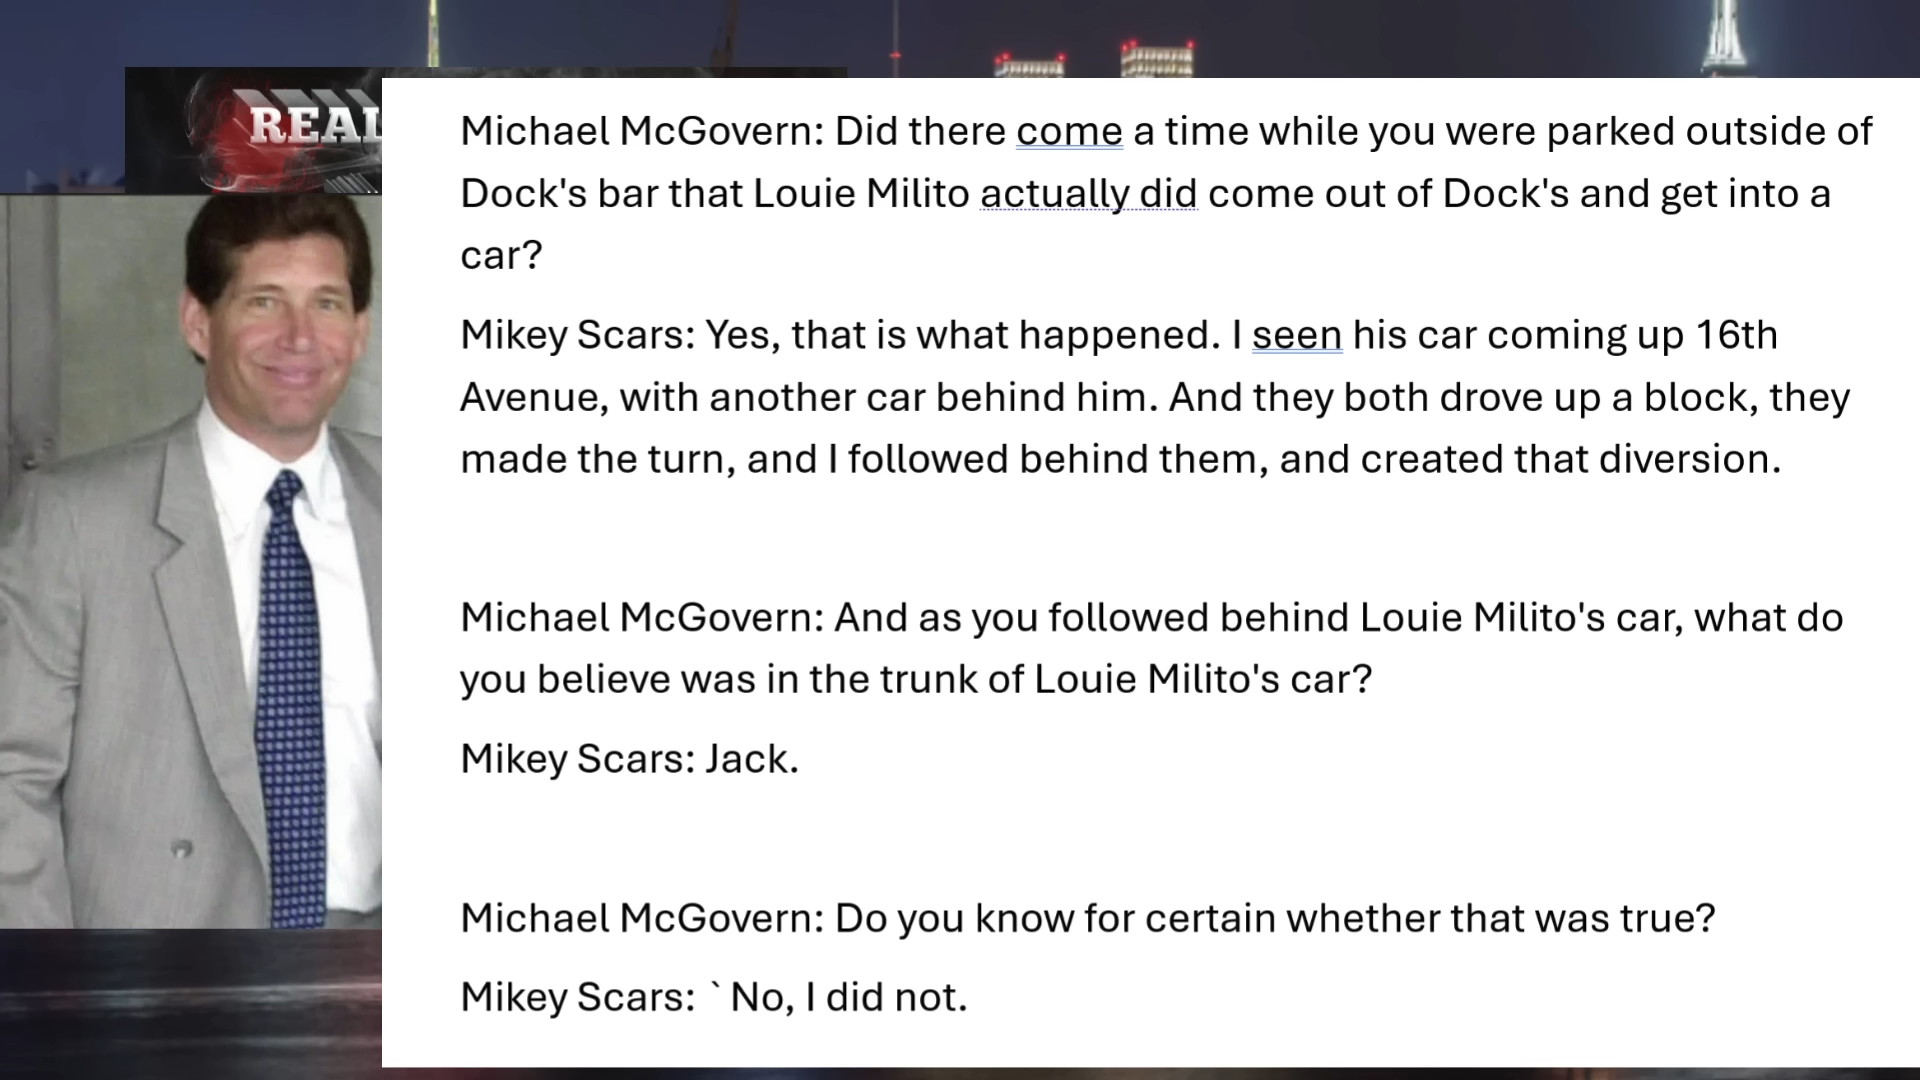 REAL
Michael McGovern: Did there come a time while you were parked outside of
Dock's bar that Louie Milito actually did come out of Dock's and get into a
car?
Mikey Scars: Yes, that is what happened. I seen his car coming up 16th
Avenue, with another car behind him. And they both drove up a block, they
made the turn, and I followed behind them, and created that diversion.
Michael McGovern: And as you followed behind Louie Milito's car, what do
you believe was in the trunk of Louie Milito's car?
Mikey Scars: Jack.
Michael McGovern: Do you know for certain whether that was true?
Mikey Scars: `No, I did not.